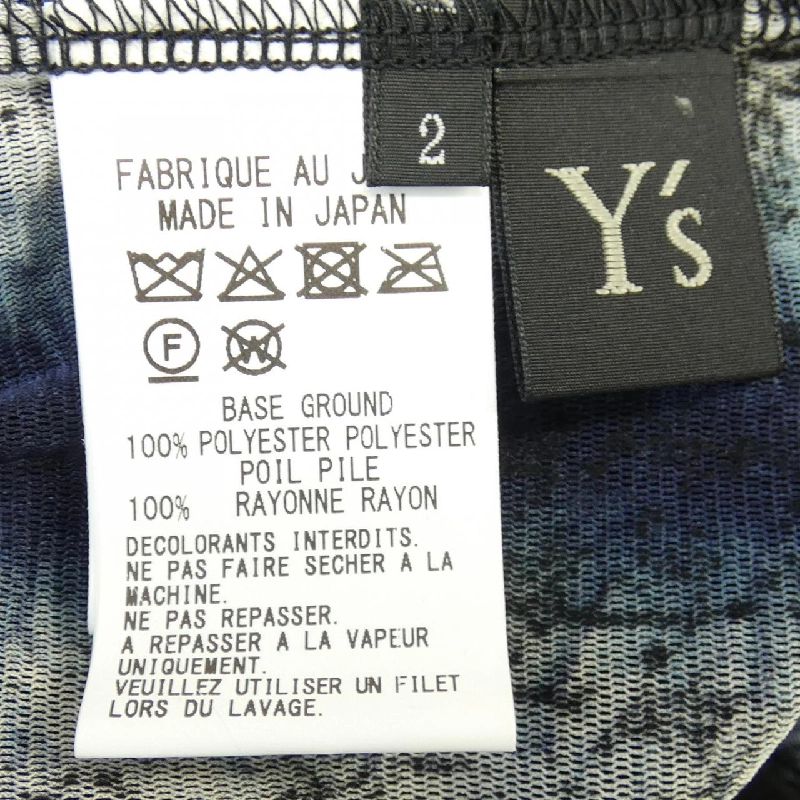 2
Y's
FABRIQUE AU J
MADE IN JAPAN
F
W
BASE GROUND
100% POLYESTER POLYESTER
POIL PILE
100% RAYONNE RAYON
DECOLORANTS INTERDITS.
NE PAS FAIRE SECHER A LA
MACHINE.
NE PAS REPASSER.
A REPASSER A LA VAPEUR
UNIQUEMENT.
VEUILLEZ UTILISER UN FILET
LORS DU LAVAGE.